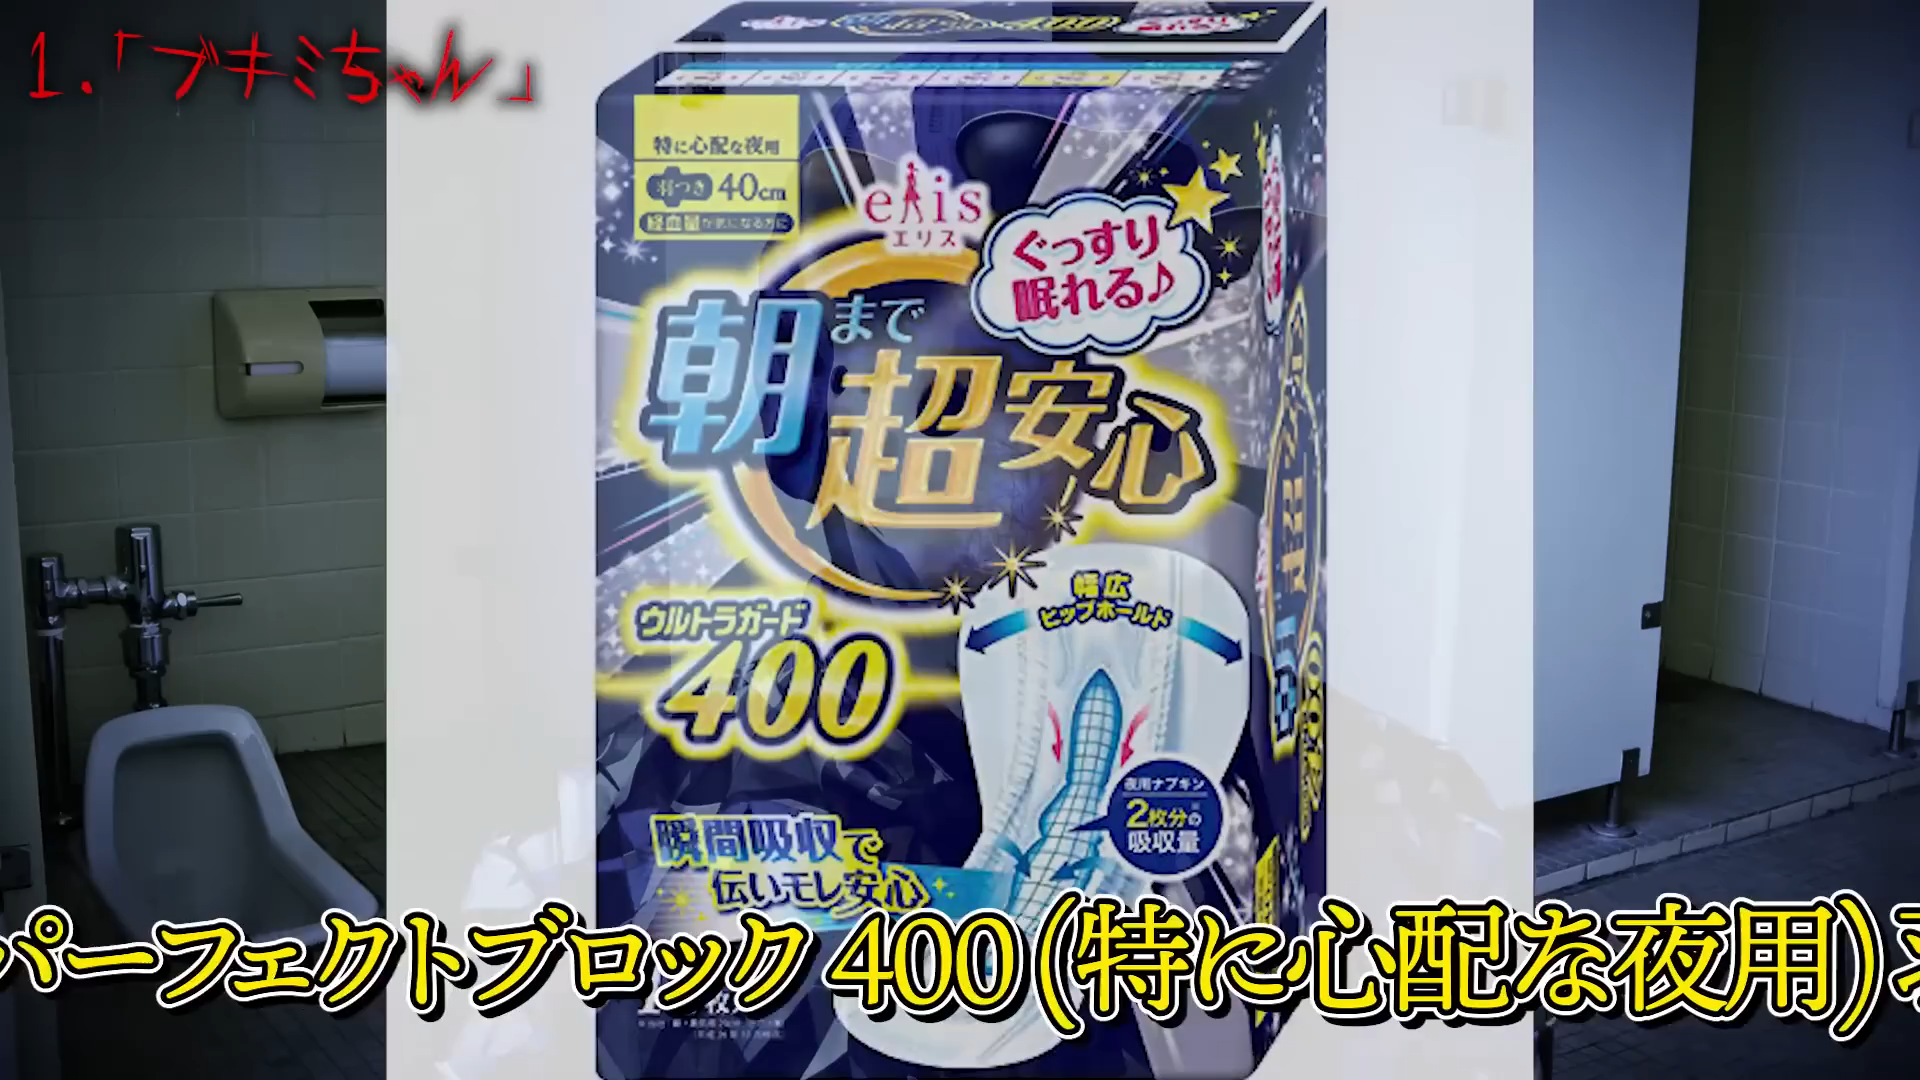 1.「ブキミちゃん」
特に心配な夜用
羽つき 40cm
経血量が気になる方に
elis
エリス
ぐっすり
眠れる♪
朝まで
超安心
ウルトラガード
400
幅広
ヒップホールド
夜用ナプキン
2枚分の
吸収量
瞬間吸収で
伝いモレ安心
パーフェクトブロック400(特に心配な夜用)